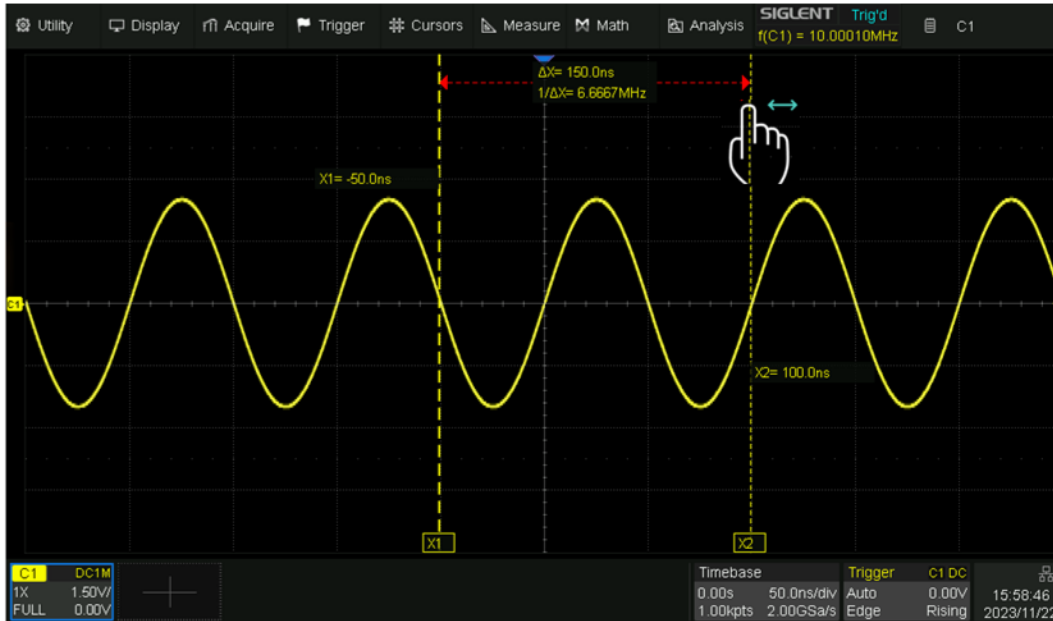 Utility Display Acquire Trigger Cursors Measure Math Analysis SIGLENT Trig'd C1
f(C1) = 10.00010MHz
ΔX= 150.0ns
1/ΔX= 6.6667MHz
X1= -50.0ns
C1
X2= 100.0ns
X1 X2
C1 DC1M Timebase Trigger C1 DC
1X 1.50V/ 0.00s 50.0ns/div Auto 0.00V 15:58:46
FULL 0.00V 1.00kpts 2.00GSa/s Edge Rising 2023/11/22